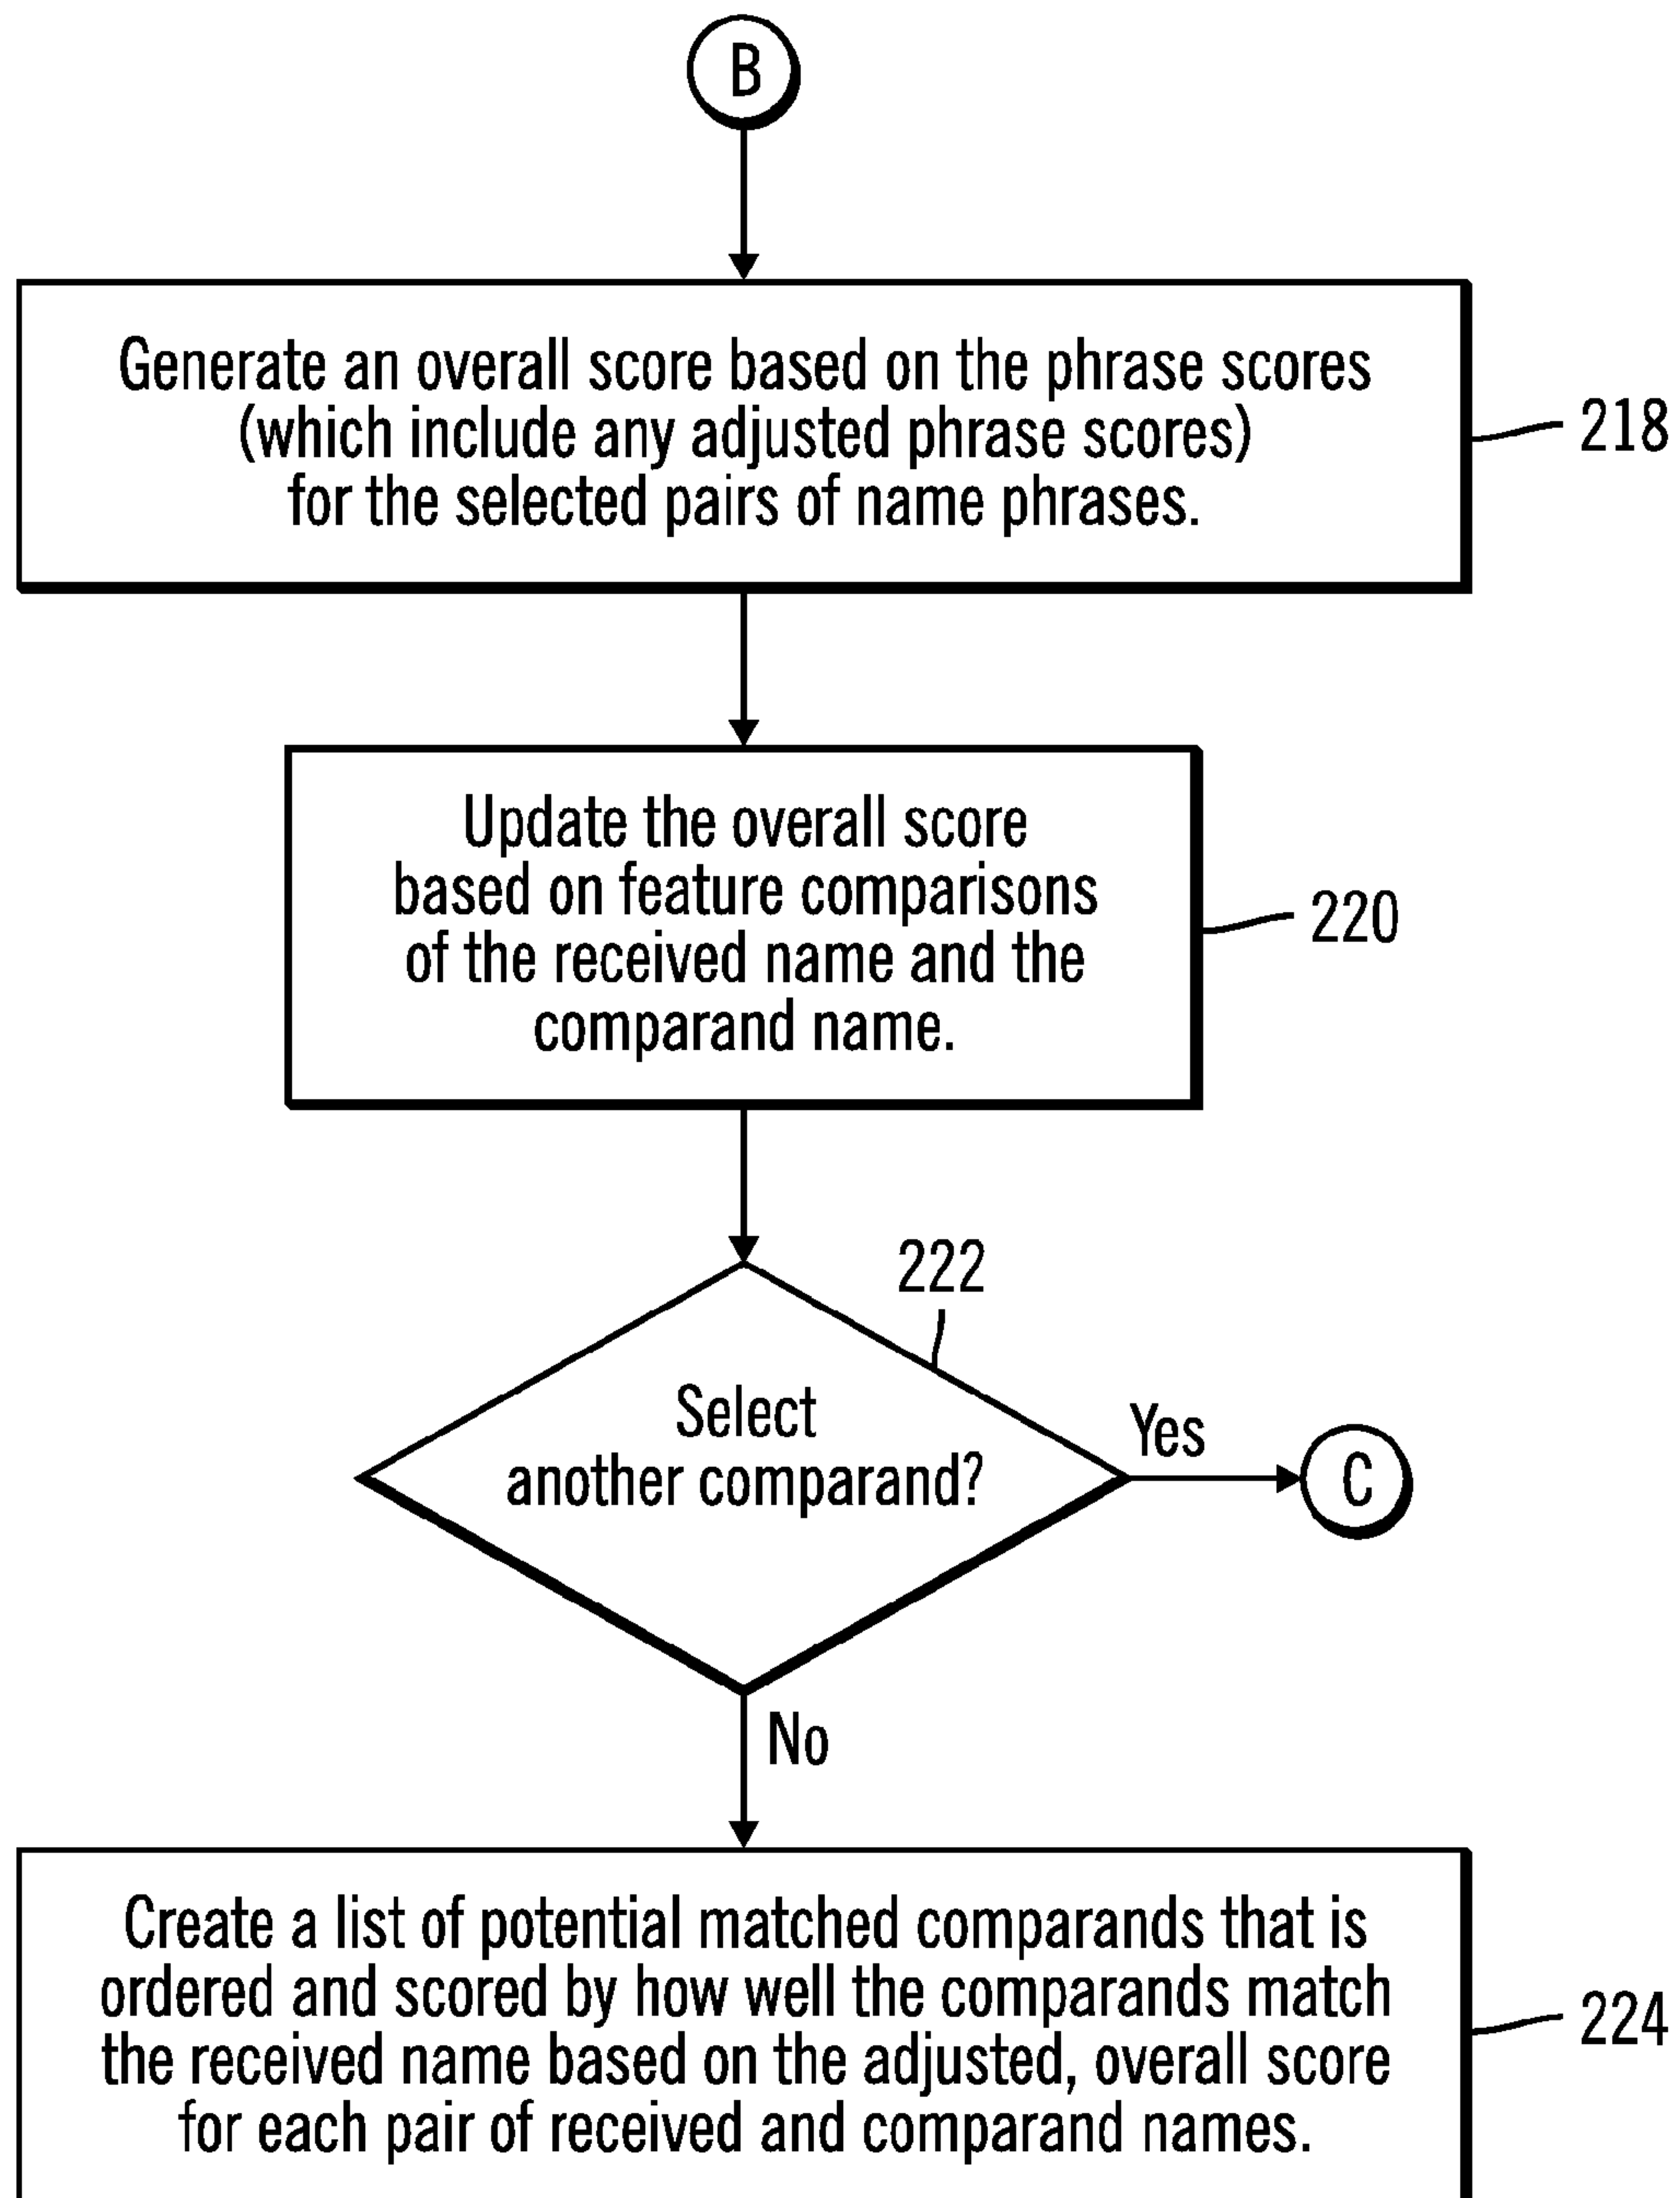 B
Generate an overall score based on the phrase scores
(which include any adjusted phrase scores)
for the selected pairs of name phrases.
218
Update the overall score
based on feature comparisons
of the received name and the
comparand name.
220
222
Select
another comparand?
Yes
C
No
Create a list of potential matched comparands that is
ordered and scored by how well the comparands match
the received name based on the adjusted, overall score
for each pair of received and comparand names.
224